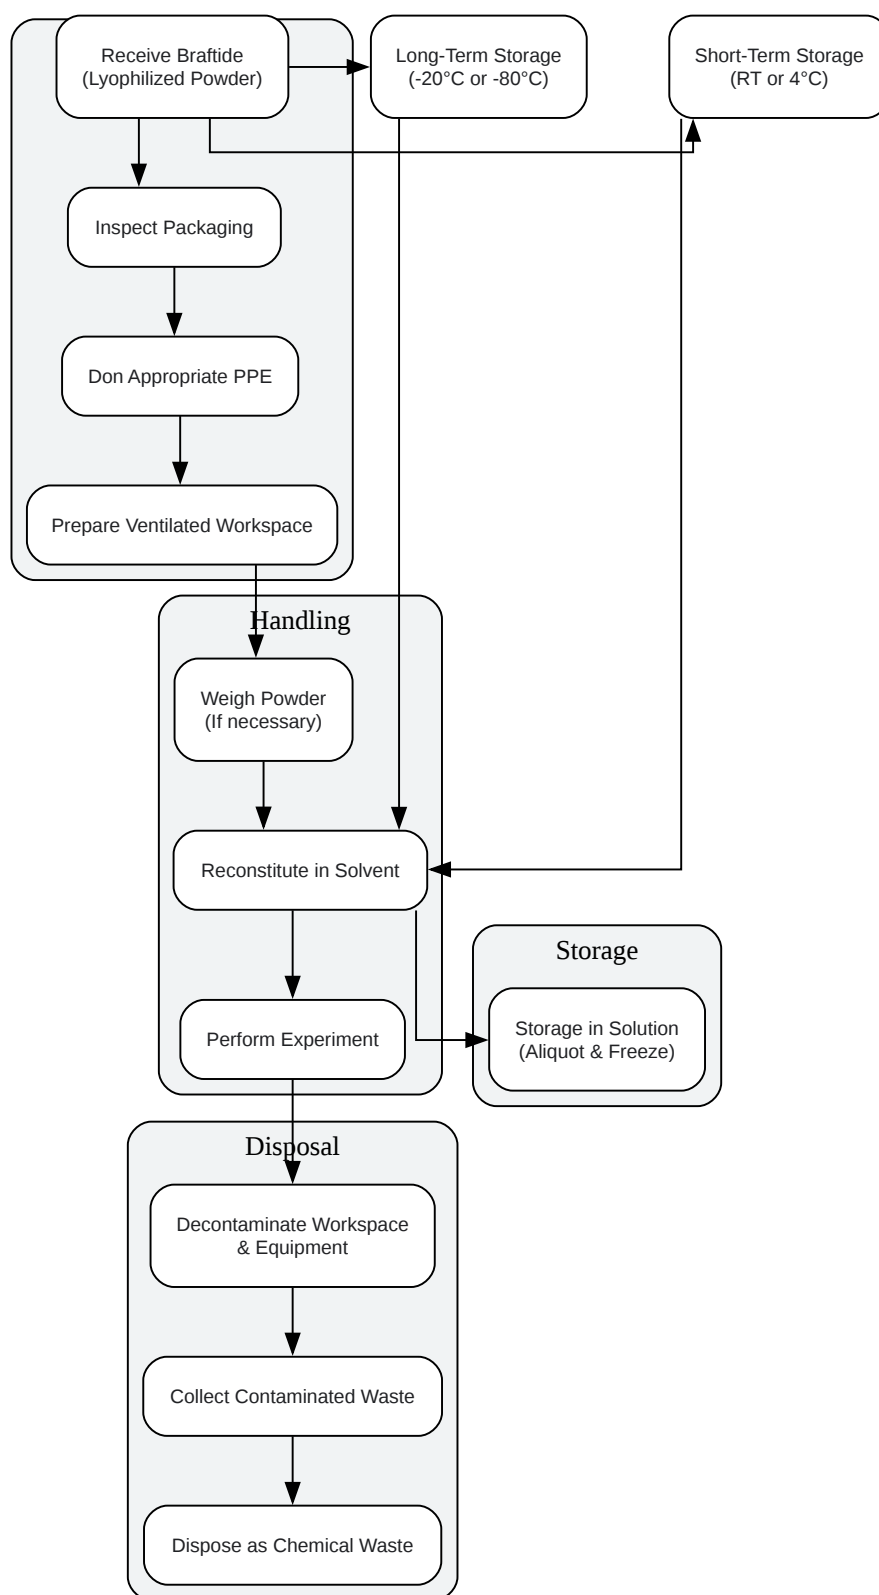 Receive Braftide
(Lyophilized Powder)
Long-Term Storage
(-20°C or -80°C)
Short-Term Storage
(RT or 4°C)
Inspect Packaging
Don Appropriate PPE
Prepare Ventilated Workspace
Handling
Weigh Powder
(If necessary)
Reconstitute in Solvent
Storage
Perform Experiment
Storage in Solution
(Aliquot & Freeze)
Disposal
Decontaminate Workspace
& Equipment
Collect Contaminated Waste
Dispose as Chemical Waste